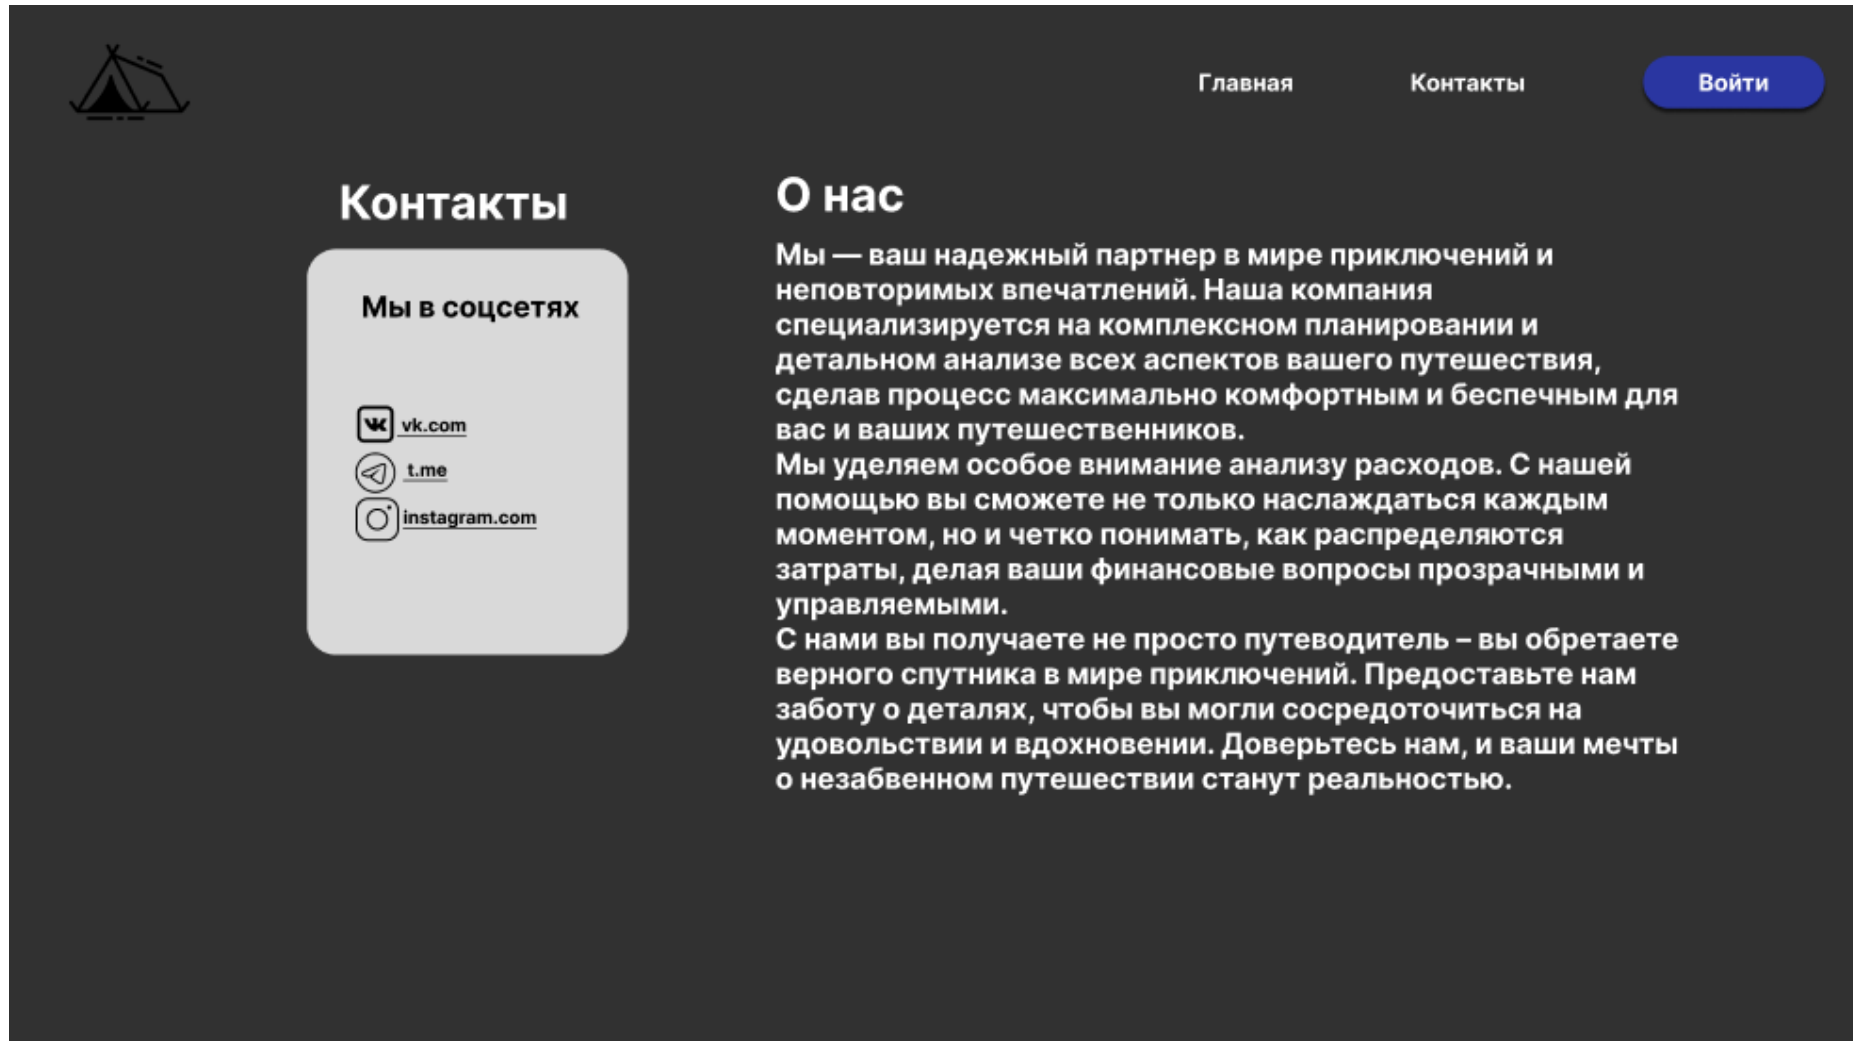 Главная
Контакты
Войти
Контакты
Мы в соцсетях
vk.com
t.me
instagram.com
О нас
Мы — ваш надежный партнер в мире приключений и
неповторимых впечатлений. Наша компания
специализируется на комплексном планировании и
детальном анализе всех аспектов вашего путешествия,
сделав процесс максимально комфортным и беспечным для
вас и ваших путешественников.
Мы уделяем особое внимание анализу расходов. С нашей
помощью вы сможете не только наслаждаться каждым
моментом, но и четко понимать, как распределяются
затраты, делая ваши финансовые вопросы прозрачными и
управляемыми.
С нами вы получаете не просто путеводитель – вы обретаете
верного спутника в мире приключений. Предоставьте нам
заботу о деталях, чтобы вы могли сосредоточиться на
удовольствии и вдохновении. Доверьтесь нам, и ваши мечты
о незабвенном путешествии станут реальностью.